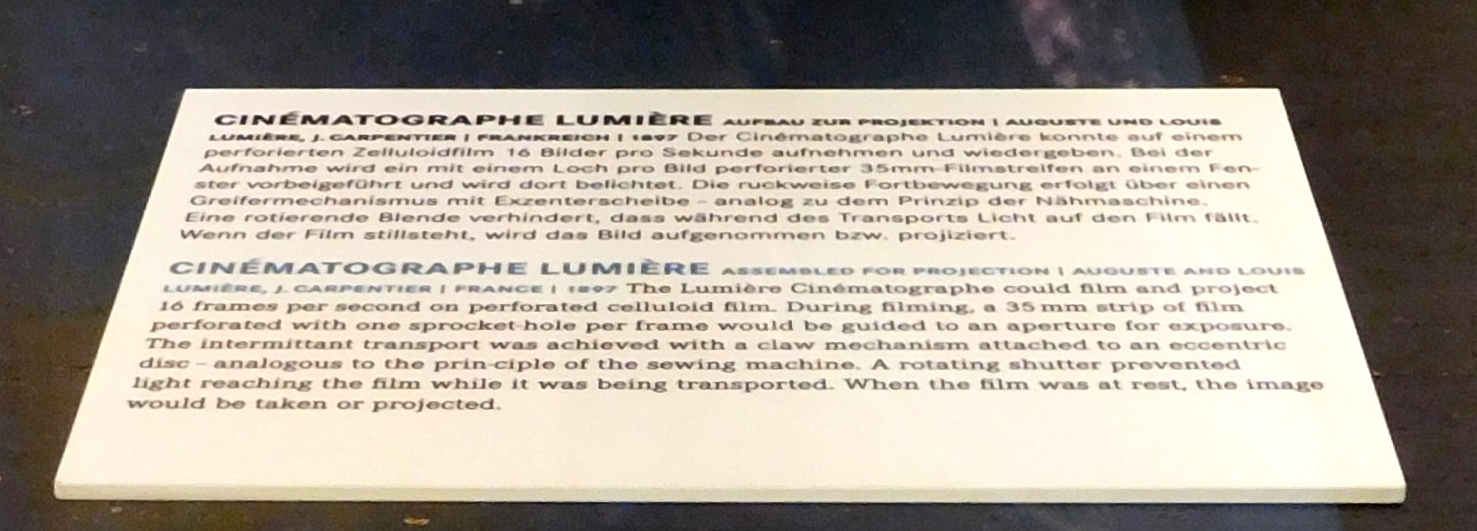 CINÉMATOGRAPHE LUMIÈRE AUFBAU ZUR PROJEKTION | AUGUSTE UND LOUIS
LUMIÈRE, J. CARPENTIER | FRANKREICH | 1897 Der Cinématographe Lumière konnte auf einem
perforierten Zelluloidfilm 16 Bilder pro Sekunde aufnehmen und wiedergeben. Bei der
Aufnahme wird ein mit einem Loch pro Bild perforierter 35mm-Filmstreifen an einem Fen-
ster vorbeigeführt und wird dort belichtet. Die ruckweise Fortbewegung erfolgt über einen
Greifermechanismus mit Exzenterscheibe – analog zu dem Prinzip der Nähmaschine.
Eine rotierende Blende verhindert, dass während des Transports Licht auf den Film fällt.
Wenn der Film stillsteht, wird das Bild aufgenommen bzw. projiziert.
CINÉMATOGRAPHE LUMIÈRE ASSEMBLED FOR PROJECTION | AUGUSTE AND LOUIS
LUMIÈRE, J. CARPENTIER | FRANCE | 1897 The Lumière Cinématographe could film and project
16 frames per second on perforated celluloid film. During filming, a 35 mm strip of film
perforated with one sprocket-hole per frame would be guided to an aperture for exposure.
The intermittant transport was achieved with a claw mechanism attached to an eccentric
disc – analogous to the prin-ciple of the sewing machine. A rotating shutter prevented
light reaching the film while it was being transported. When the film was at rest, the image
would be taken or projected.